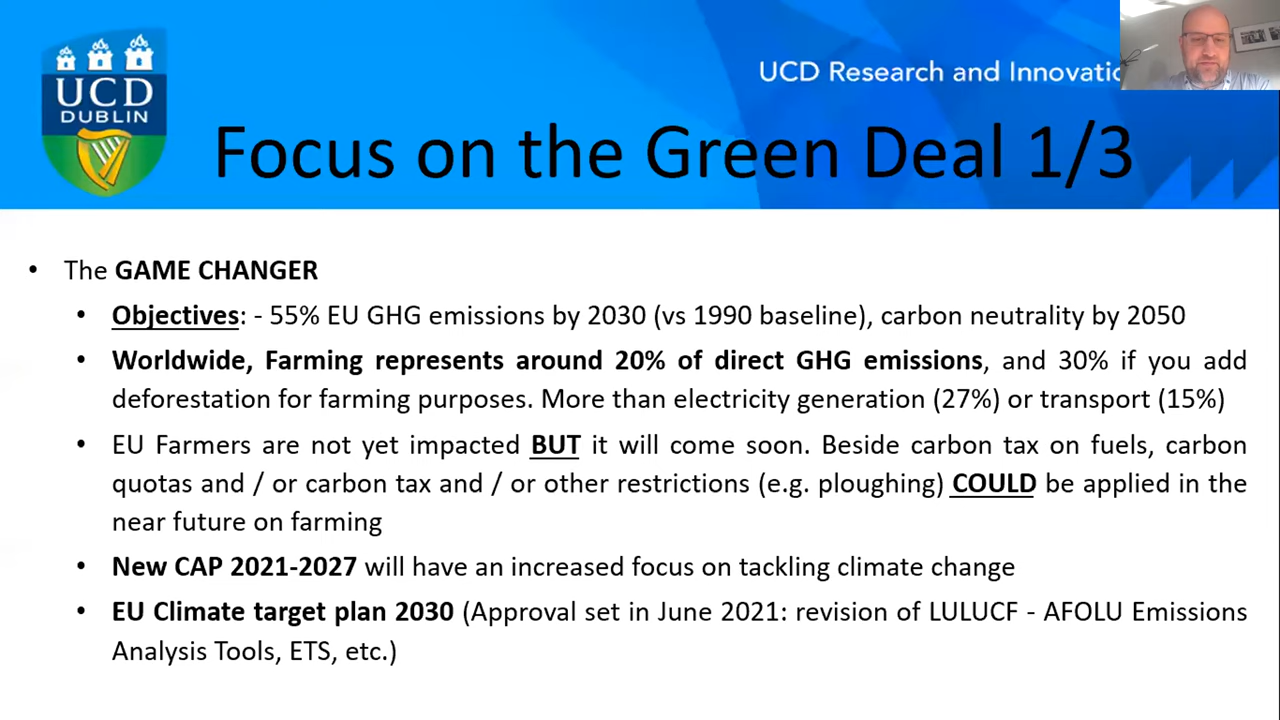 UCD
DUBLIN
UCD Research and Innovatio
Focus on the Green Deal 1/3
• The GAME CHANGER
• Objectives: - 55% EU GHG emissions by 2030 (vs 1990 baseline), carbon neutrality by 2050
• Worldwide, Farming represents around 20% of direct GHG emissions, and 30% if you add
deforestation for farming purposes. More than electricity generation (27%) or transport (15%)
• EU Farmers are not yet impacted BUT it will come soon. Beside carbon tax on fuels, carbon
quotas and / or carbon tax and / or other restrictions (e.g. ploughing) COULD be applied in the
near future on farming
• New CAP 2021-2027 will have an increased focus on tackling climate change
• EU Climate target plan 2030 (Approval set in June 2021: revision of LULUCF - AFOLU Emissions
Analysis Tools, ETS, etc.)